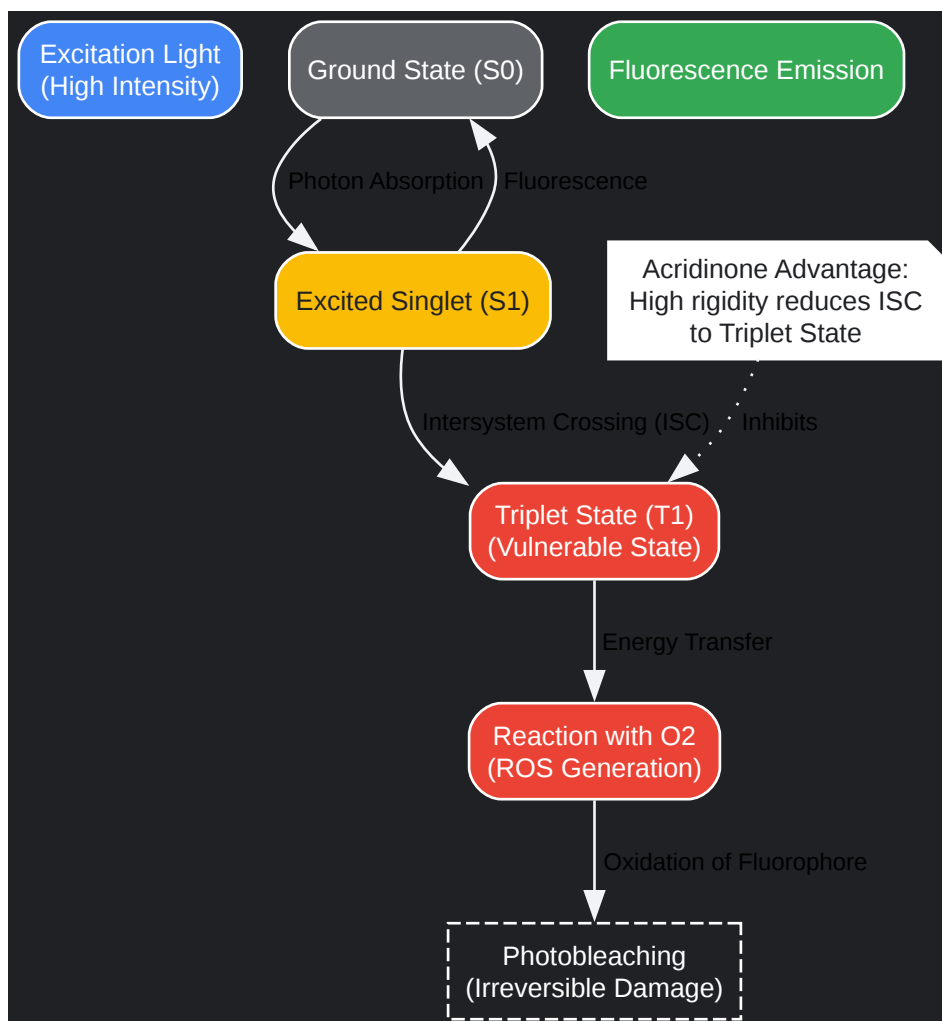 Excitation Light
(High Intensity)
Ground State (S0)
Fluorescence Emission
Photon Absorption
Fluorescence
Excited Singlet (S1)
Acridinone Advantage:
High rigidity reduces ISC
to Triplet State
Intersystem Crossing (ISC)
Inhibits
Triplet State (T1)
(Vulnerable State)
Energy Transfer
Reaction with O2
(ROS Generation)
Oxidation of Fluorophore
Photobleaching
(Irreversible Damage)